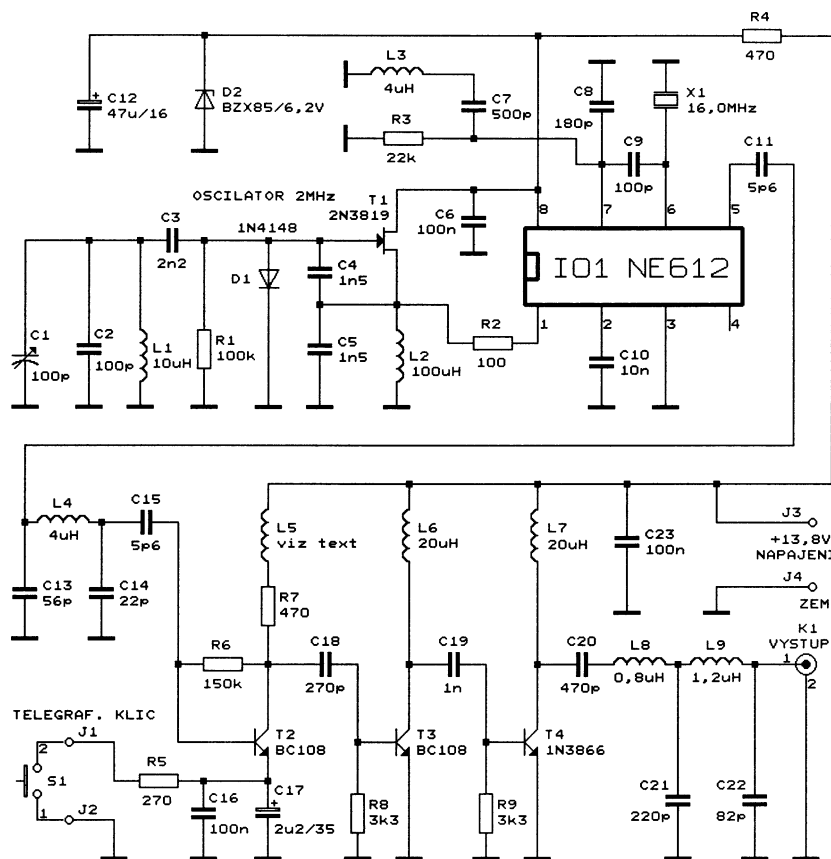 R4
470
C12
47u/16
D2
BZX85/6,2V
L3
4uH
C7
500p
R3
22k
C8
180p
X1
16,0MHz
C9
100p
C11
5p6
OSCILATOR 2MHz
T1
2N3819
C6
100n
8
7
6
5
C3
2n2
1N4148
D1
C4
1n5
IO1 NE612
C1
100p
C2
100p
L1
10uH
R1
100k
C5
1n5
L2
100uH
R2
100
1
2
3
4
C10
10n
L4
4uH
C15
5p6
L5
viz text
L6
20uH
L7
20uH
C23
100n
J3
+13,8V
NAPAJENI
C13
56p
C14
22p
R7
470
J4
ZEM
R6
150k
C18
270p
C19
1n
C20
470p
L8
0,8uH
L9
1,2uH
K1
VYSTUP
1
2
TELEGRAF. KLIC
J1
2
S1
1
J2
R5
270
T2
BC108
T3
BC108
T4
1N3866
C16
100n
C17
2u2/35
R8
3k3
R9
3k3
C21
220p
C22
82p